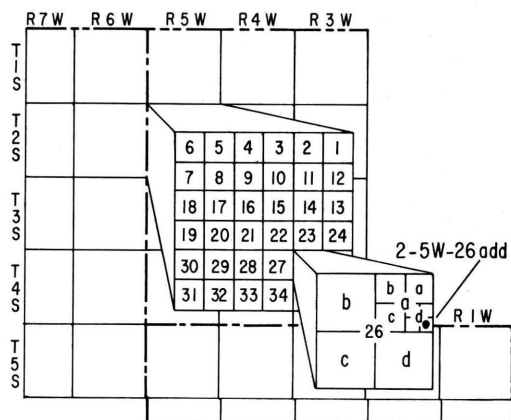 R7W R6W R5W R4W R3W
T1S
T2S
6 5 4 3 2 1
7 8 9 10 11 12
T3S
18 17 16 15 14 13
19 20 21 22 23 24
2-5W-26add
T4S
30 29 28 27
b b a
a
31 32 33 34
c d
R1W
26
T5S
c d